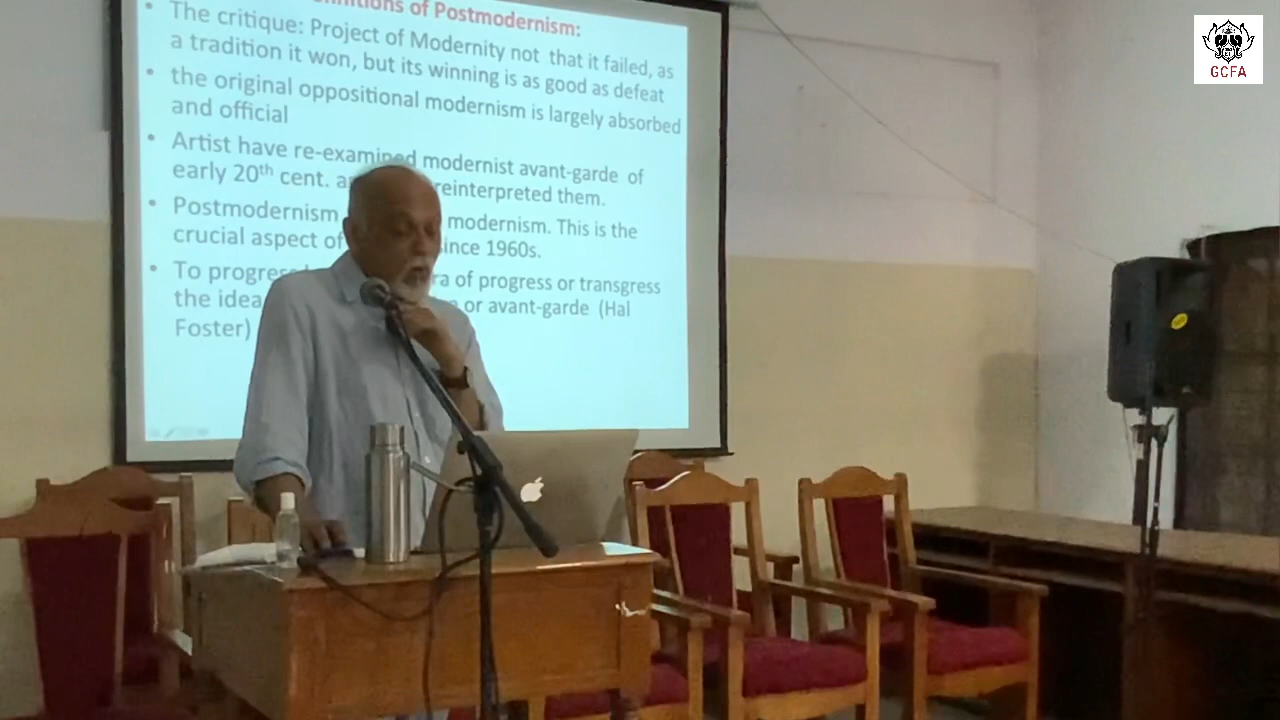 of Postmodernism:
• The critique: Project of Modernity not that it failed, as
a tradition it won, but its winning is as good as defeat
• the original oppositional modernism is largely absorbed
and official
• Artist have re-examined modernist avant-garde of
early 20th cent. reinterpreted them.
• Postmodernism modernism. This is the
crucial aspect of since 1960s.
• To progress of progress or transgress
the idea or avant-garde (Hal
Foster)
GCFA